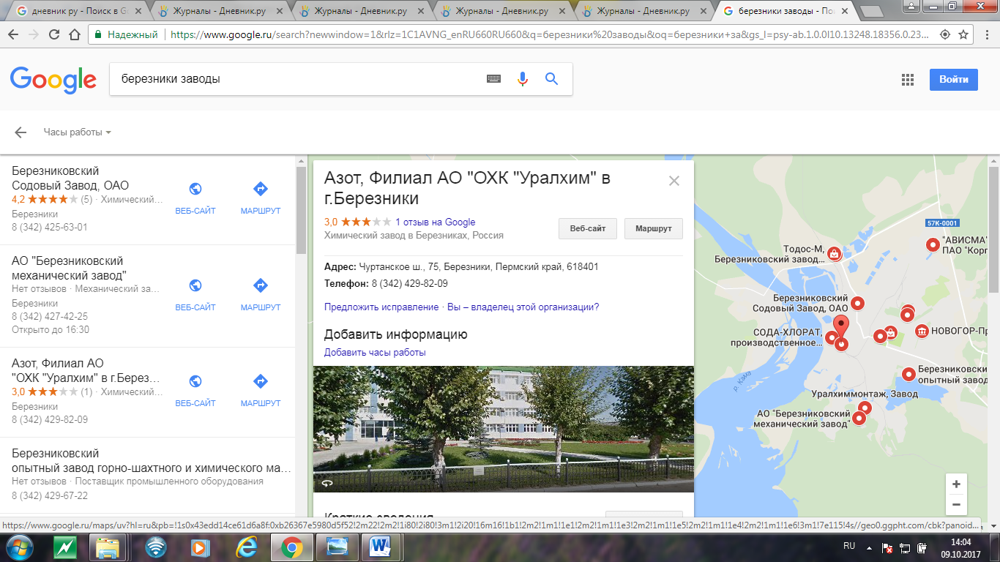 дневник ру - Поиск в G
Журналы - Дневник.ру
Журналы - Дневник.ру
Журналы - Дневник.ру
Журналы - Дневник.ру
березники заводы - По
Надежный
https://www.google.ru/search?newwindow=1&rlz=1C1AVNG_enRU660RU660&q=березники%20заводы&oq=березники+за&gs_l=psy-ab.1.0.0l10.13248.18356.0.23...
Google
березники заводы
Войти
Часы работы
Березниковский
Содовый Завод, ОАО
4,2 (5) · Химический...
Березники
8 (342) 425-63-01
ВЕБ-САЙТ
МАРШРУТ
АО "Березниковский
механический завод"
Нет отзывов · Механический за...
Березники
8 (342) 427-42-25
Открыто до 16:30
ВЕБ-САЙТ
МАРШРУТ
Азот, Филиал АО
"ОХК "Уралхим" в г.Берез...
3,0 (1) · Химический...
Березники
8 (342) 429-82-09
ВЕБ-САЙТ
МАРШРУТ
Березниковский
опытный завод горно-шахтного и химического ма...
Нет отзывов · Поставщик промышленного оборудования
8 (342) 429-67-22
Азот, Филиал АО "ОХК "Уралхим" в
г.Березники
3,0 1 отзыв на Google
Химический завод в Березниках, Россия
Веб-сайт
Маршрут
Адрес: Чуртанское ш., 75, Березники, Пермский край, 618401
Телефон: 8 (342) 429-82-09
Предложить исправление · Вы – владелец этой организации?
Добавить информацию
Добавить часы работы
Краткие сведения
57К-0001
"АВИСМА"
ПАО "Корп
Тодос-М,
Березниковский завод...
Березниковский
Содовый Завод, ОАО
СОДА-ХЛОРАТ,
производственное...
НОВОГОР-Пр
р. Кама
Березниковский
опытный завод
Уралхиммонтаж, Завод
АО "Березниковский
механический завод"
https://www.google.ru/maps/uv?hl=ru&pb=!1s0x43edd14ce61d6a8f:0xb26367e5980d5f52!2m22!2m2!1i80!2i80!3m1!2i20!16m16!1b1!2m2!1m1!1e1!2m2!1m1!1e3!2m2!1m1!1e5!2m2!1m1!1e4!2m2!1m1!1e6!3m1!7e115!4s//geo0.ggpht.com/cbk?panoid...
RU
14:04
09.10.2017